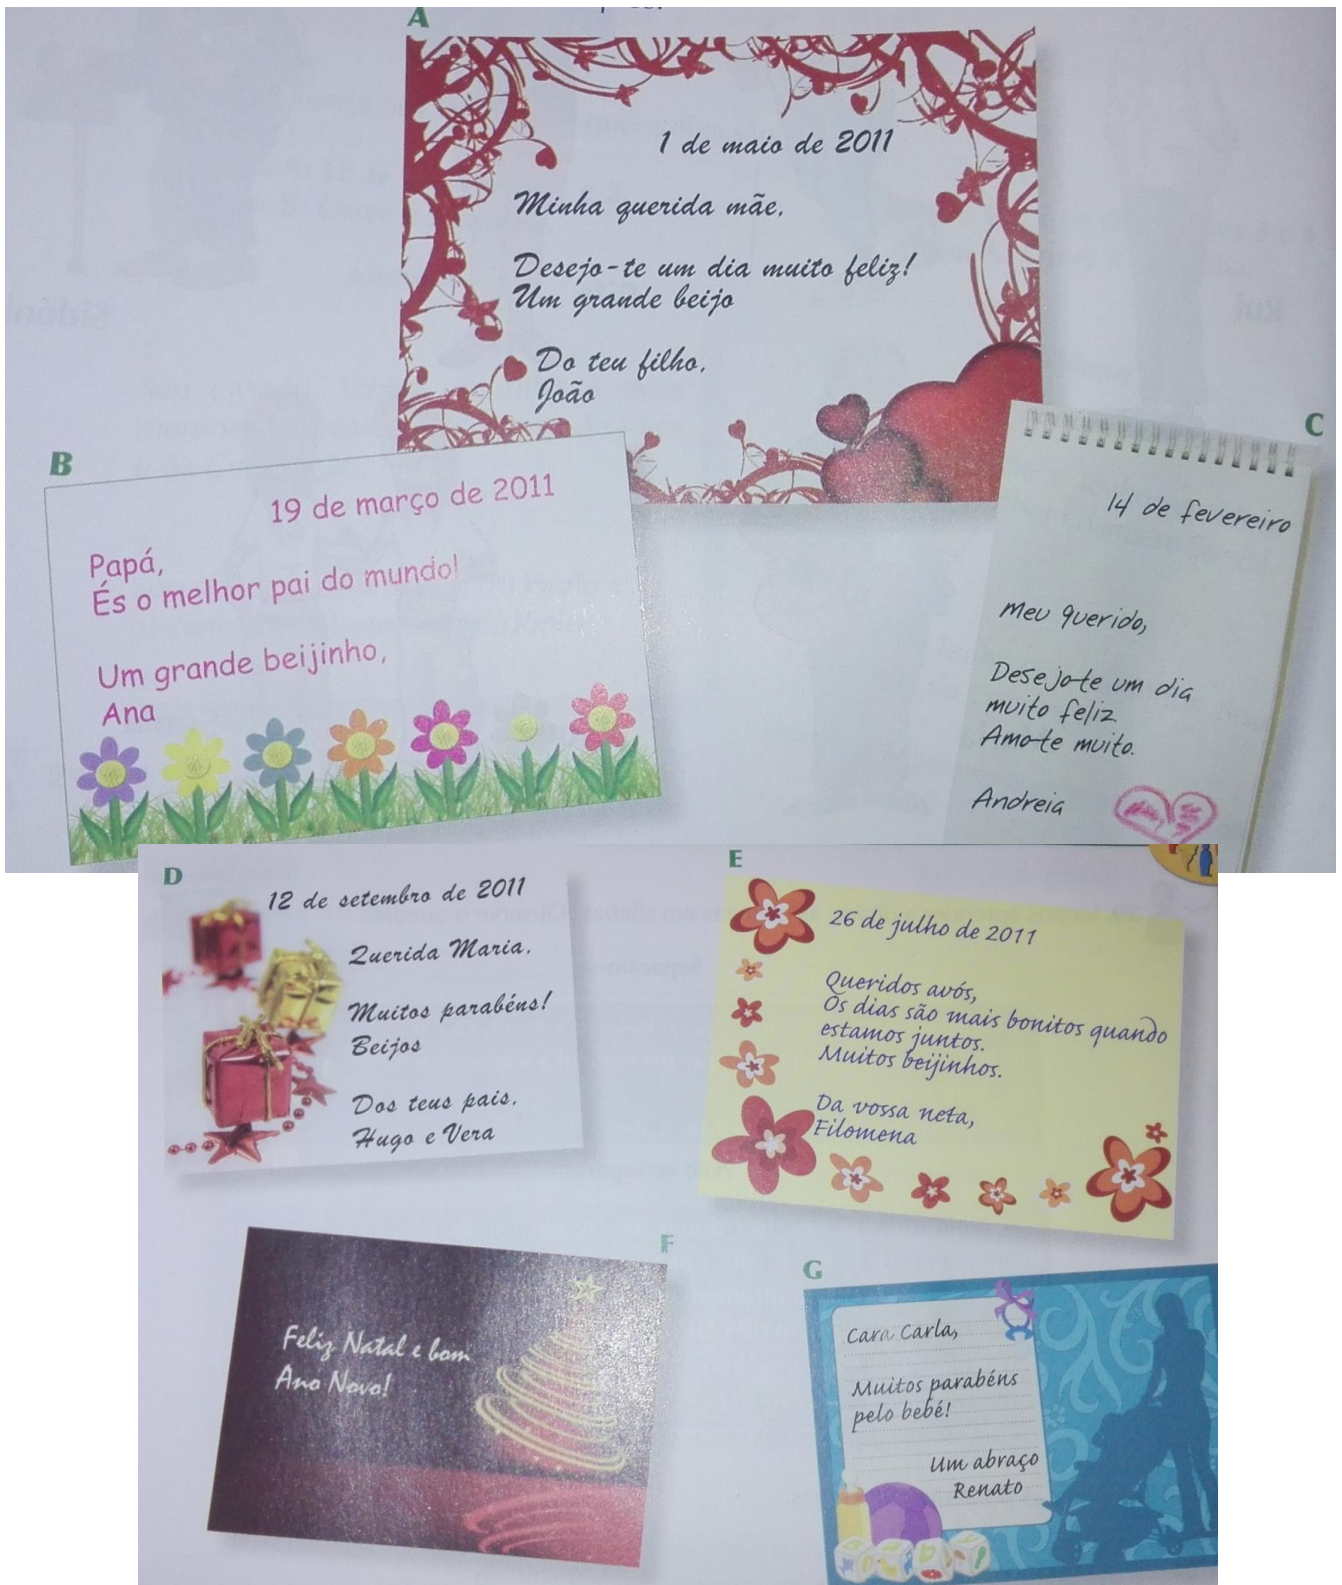 A
1 de maio de 2011
Minha querida mãe,
Desejo-te um dia muito feliz!
Um grande beijo
Do teu filho,
João
B
19 de março de 2011
Papá,
És o melhor pai do mundo!
Um grande beijinho,
Ana
C
14 de fevereiro
Meu querido,
Desejo-te um dia
muito feliz.
Amo-te muito.
Andreia
D
12 de setembro de 2011
Querida Maria,
Muitos parabéns!
Beijos
Dos teus pais,
Hugo e Vera
E
26 de julho de 2011
Queridos avós,
Os dias são mais bonitos quando
estamos juntos.
Muitos beijinhos.
Da vossa neta,
Filomena
F
Feliz Natal e bom
Ano Novo!
G
Cara Carla,
Muitos parabéns
pelo bebé!
Um abraço
Renato